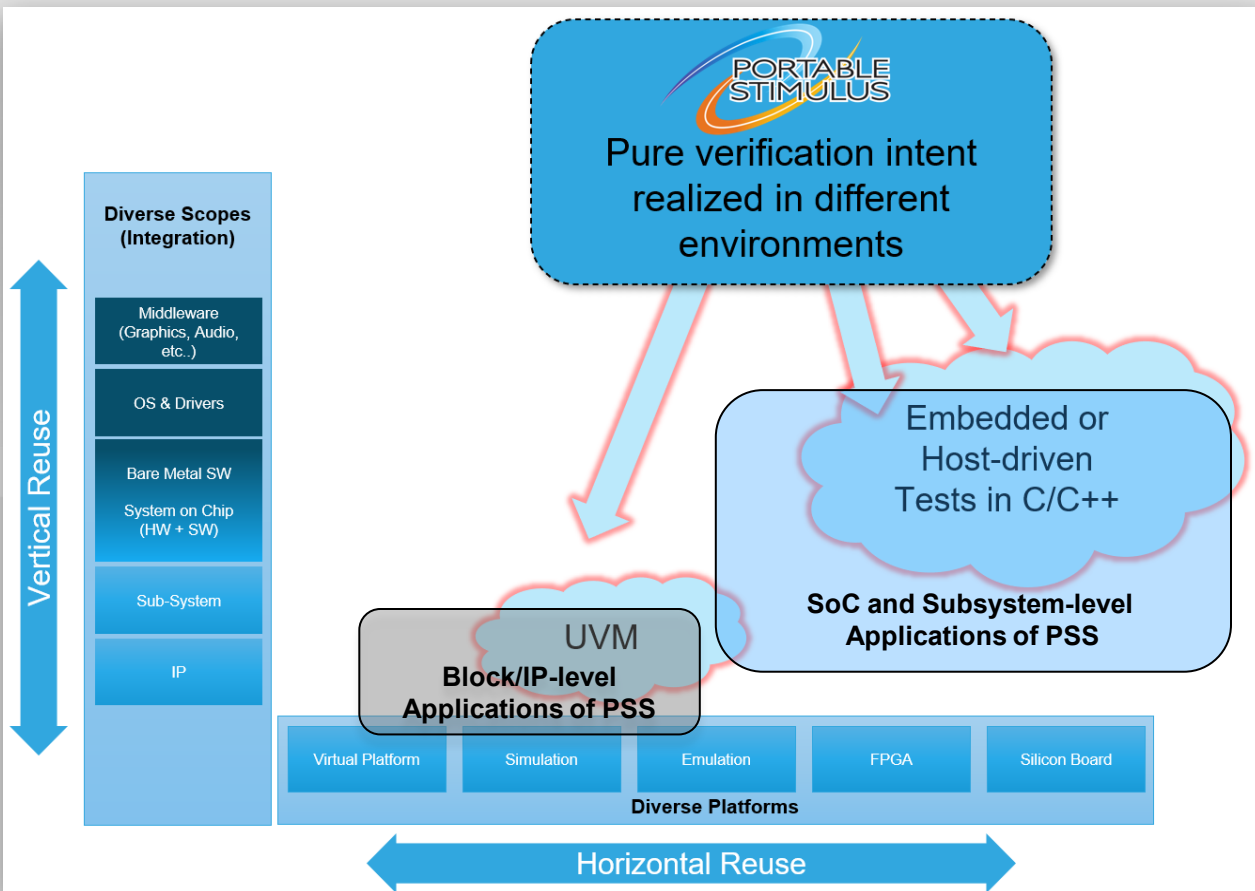 PORTABLE
STIMULUS
Pure verification intent
realized in different
environments
Diverse Scopes
(Integration)
Middleware
(Graphics, Audio,
etc..)
OS & Drivers
Bare Metal SW
System on Chip
(HW + SW)
Sub-System
IP
Vertical Reuse
Embedded or
Host-driven
Tests in C/C++
SoC and Subsystem-level
Applications of PSS
UVM
Block/IP-level
Applications of PSS
Virtual Platform
Simulation
Emulation
FPGA
Silicon Board
Diverse Platforms
Horizontal Reuse